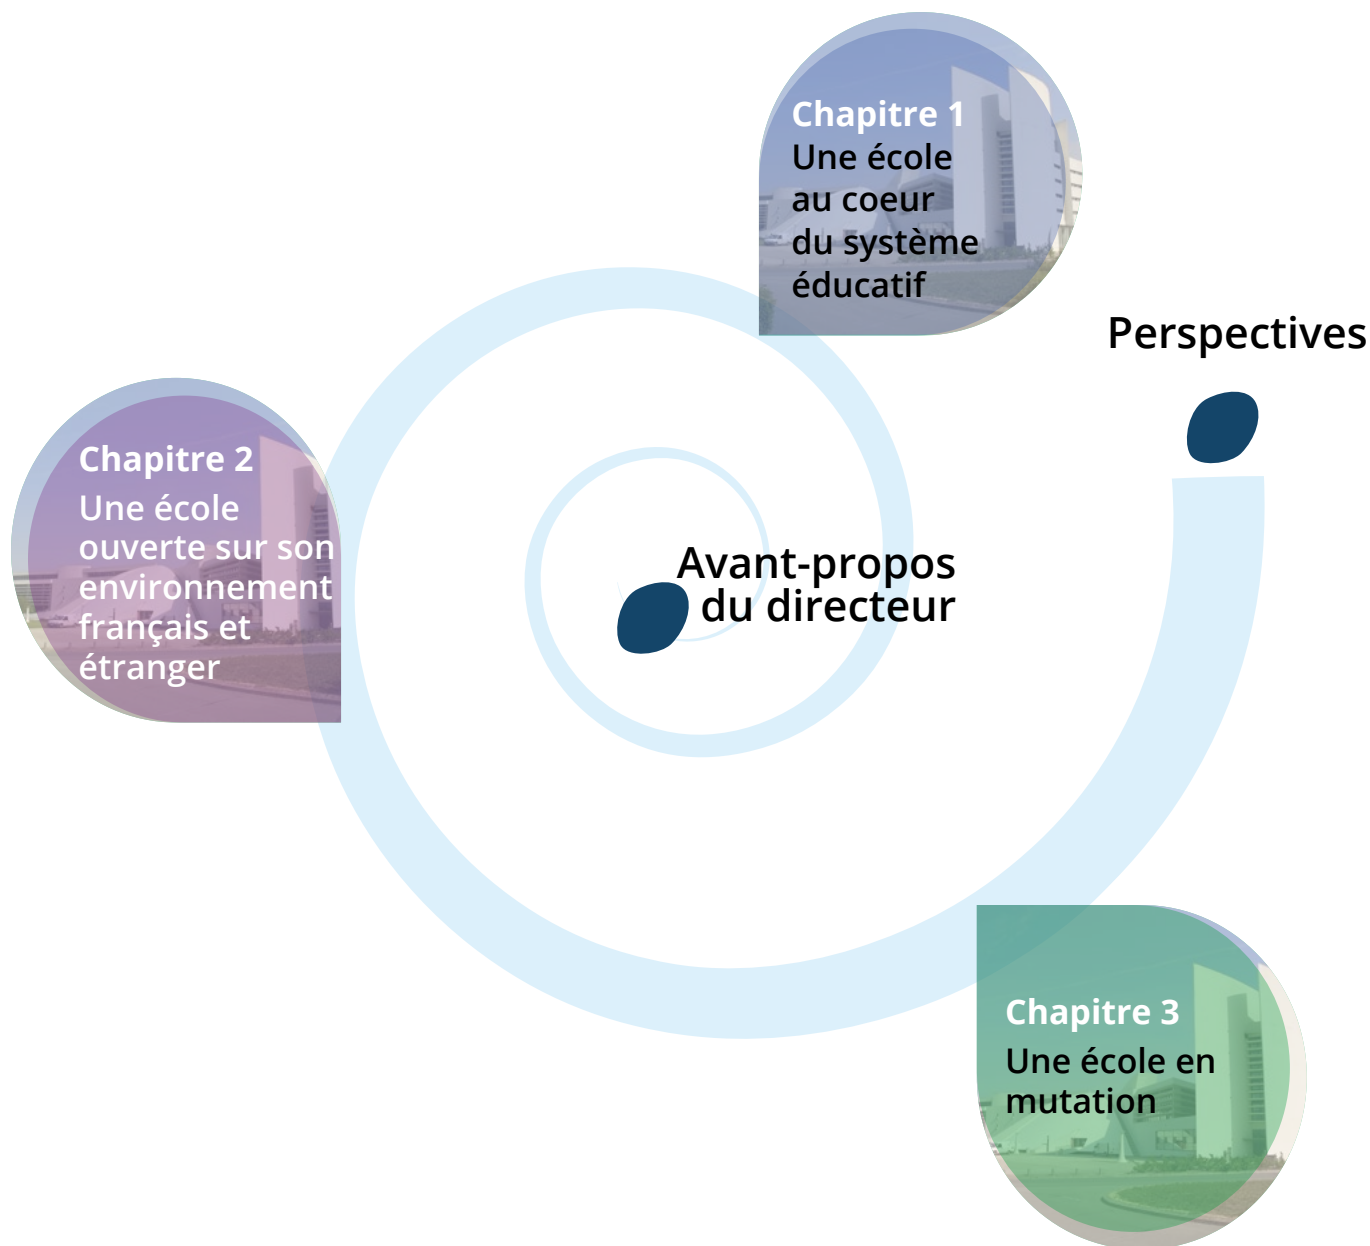 Chapitre 1
Une école
au coeur
du système
éducatif
Perspectives
Chapitre 2
Une école
ouverte sur son
environnement
français et
étranger
Avant-propos
du directeur
Chapitre 3
Une école en
mutation